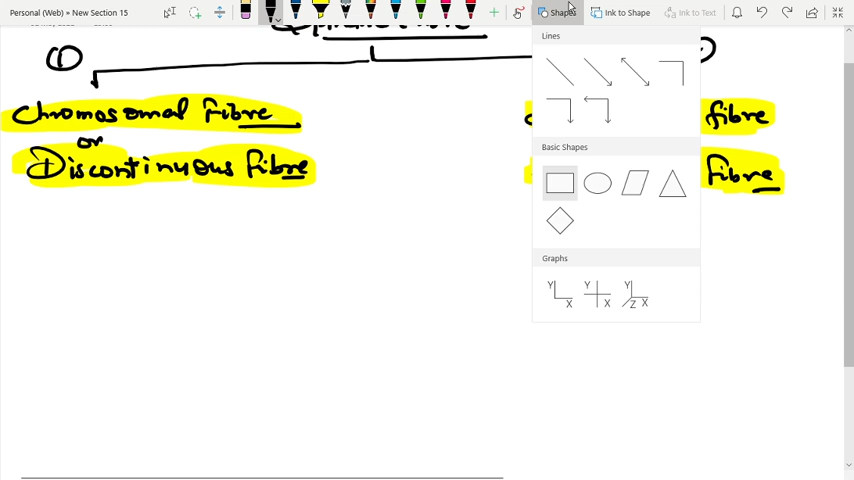 Personal (Web) » New Section 15
Shapes
Ink to Shape
Ink to Text
Lines
Basic Shapes
Graphs
Y
X
Y
X
Y
Z
X
1
Chromosomal Fibre
or
Discontinuous Fibre
fibre
Fibre